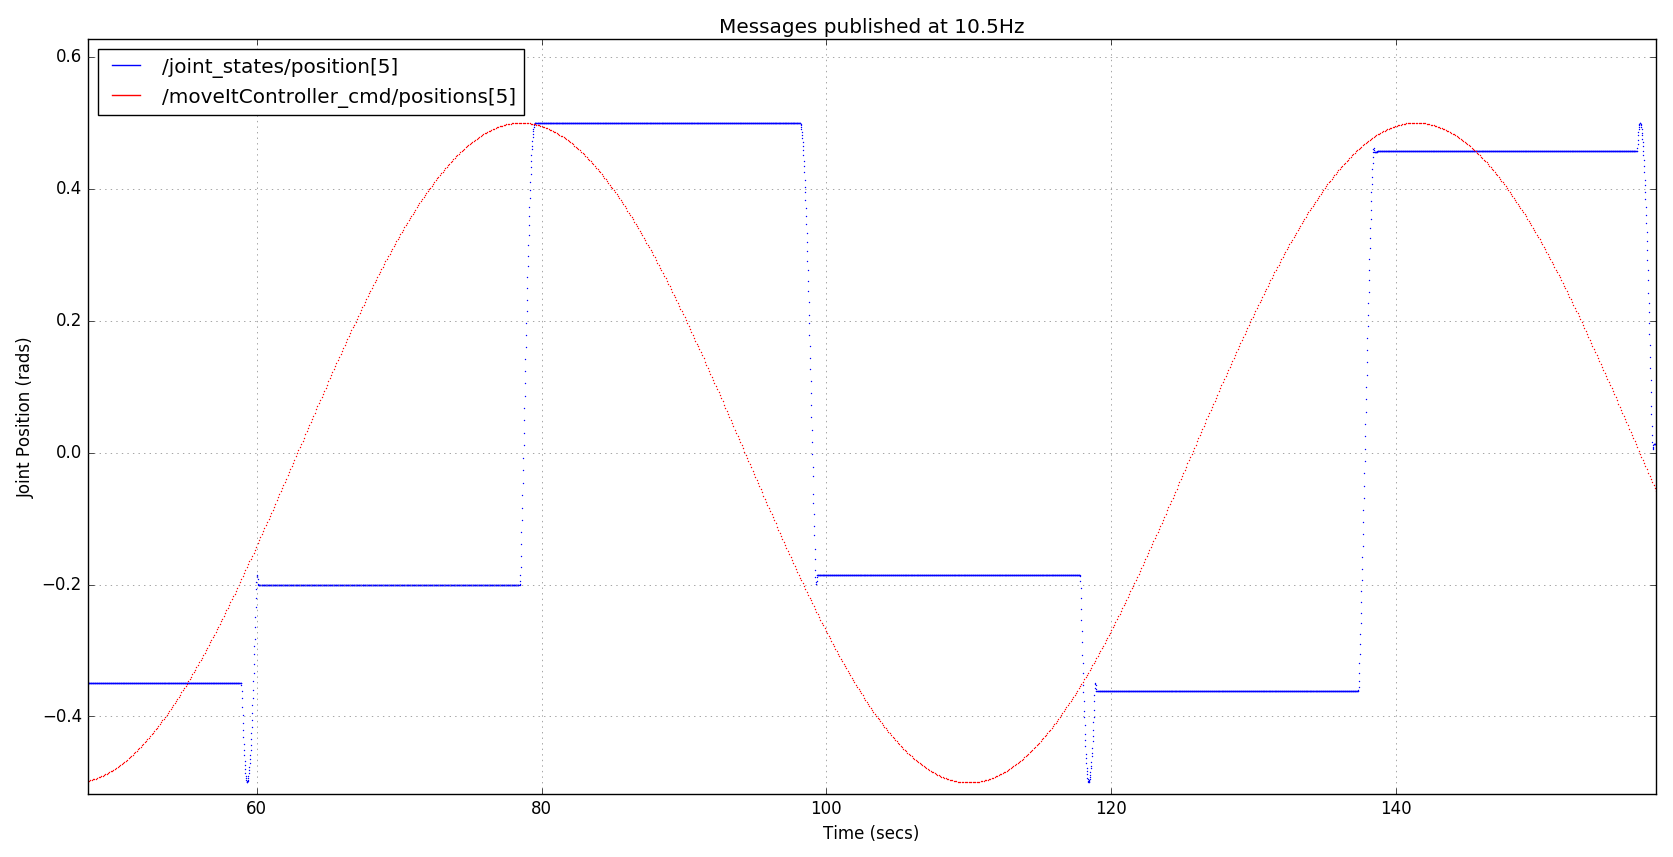 Messages published at 10.5Hz
/joint_states/position[5]
/moveItController_cmd/positions[5]
0.6
0.4
0.2
0.0
−0.2
−0.4
Joint Position (rads)
60 80 100 120 140
Time (secs)